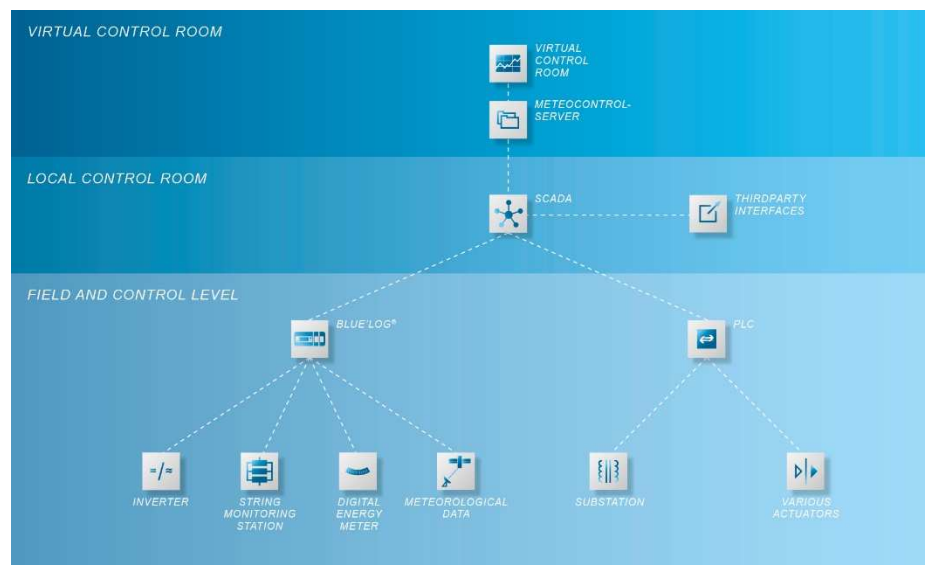 VIRTUAL CONTROL ROOM
VIRTUAL
CONTROL
ROOM
METEOCONTROL-
SERVER
LOCAL CONTROL ROOM
SCADA
THIRDPARTY
INTERFACES
FIELD AND CONTROL LEVEL
BLUE'LOG®
PLC
INVERTER
STRING
MONITORING
STATION
DIGITAL
ENERGY
METER
METEOROLOGICAL
DATA
SUBSTATION
VARIOUS
ACTUATORS